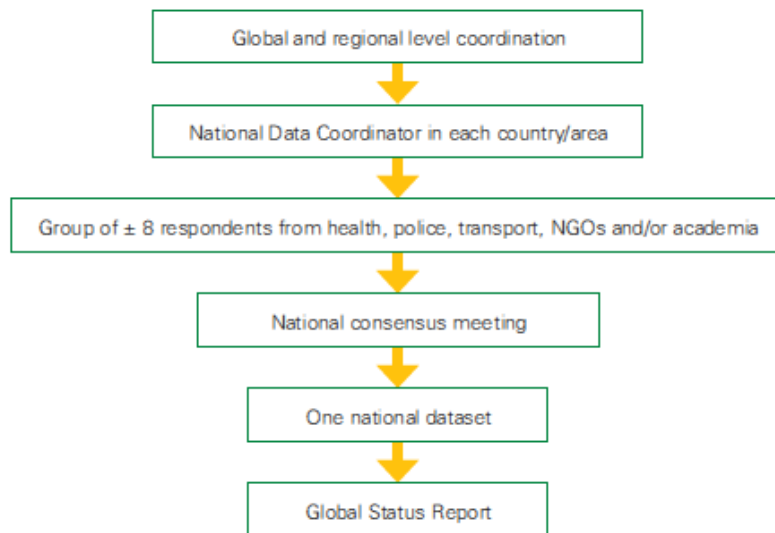 Global and regional level coordination
National Data Coordinator in each country/area
Group of ± 8 respondents from health, police, transport, NGOs and/or academia
National consensus meeting
One national dataset
Global Status Report